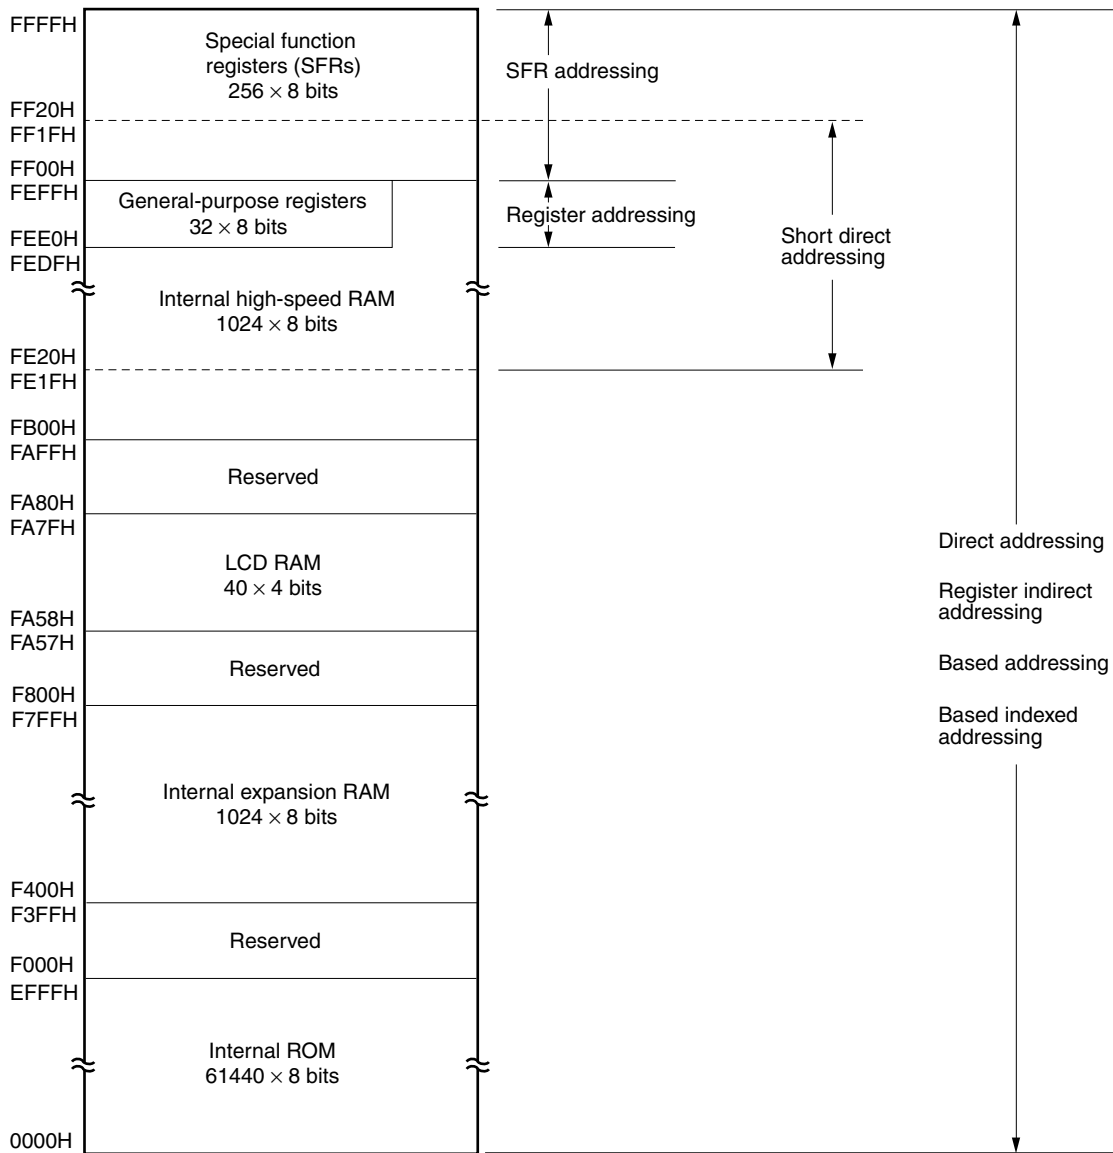 FFFFH
Special function
registers (SFRs)
256 × 8 bits
SFR addressing
FF20H
FF1FH
FF00H
FEFFH
General-purpose registers
32 × 8 bits
Register addressing
FEE0H
FEDFH
Short direct
addressing
Internal high-speed RAM
1024 × 8 bits
FE20H
FE1FH
FB00H
FAFFH
Reserved
FA80H
FA7FH
LCD RAM
40 × 4 bits
Direct addressing
Register indirect
addressing
Based addressing
Based indexed
addressing
FA58H
FA57H
Reserved
F800H
F7FFH
Internal expansion RAM
1024 × 8 bits
F400H
F3FFH
Reserved
F000H
EFFFH
Internal ROM
61440 × 8 bits
0000H